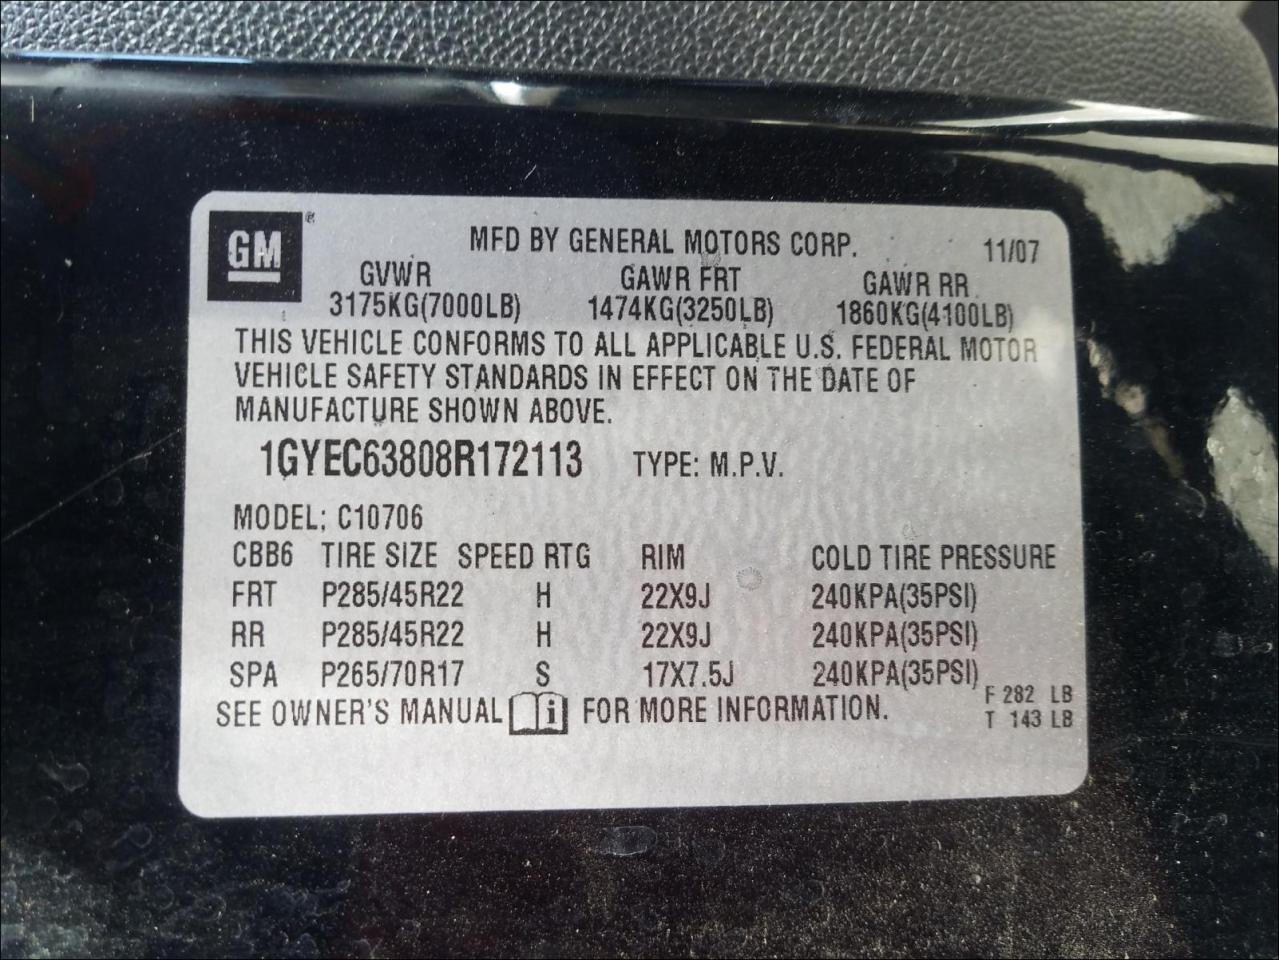 GM ® MFD BY GENERAL MOTORS CORP. 11/07
GVWR GAWR FRT GAWR RR
3175KG(7000LB) 1474KG(3250LB) 1860KG(4100LB)
THIS VEHICLE CONFORMS TO ALL APPLICABLE U.S. FEDERAL MOTOR
VEHICLE SAFETY STANDARDS IN EFFECT ON THE DATE OF
MANUFACTURE SHOWN ABOVE.
1GYEC63808R172113 TYPE: M.P.V.
MODEL: C10706
CBB6 TIRE SIZE SPEED RTG RIM COLD TIRE PRESSURE
FRT P285/45R22 H 22X9J 240KPA(35PSI)
RR P285/45R22 H 22X9J 240KPA(35PSI)
SPA P265/70R17 S 17X7.5J 240KPA(35PSI)
SEE OWNER'S MANUAL i FOR MORE INFORMATION.
F 282 LB
T 143 LB